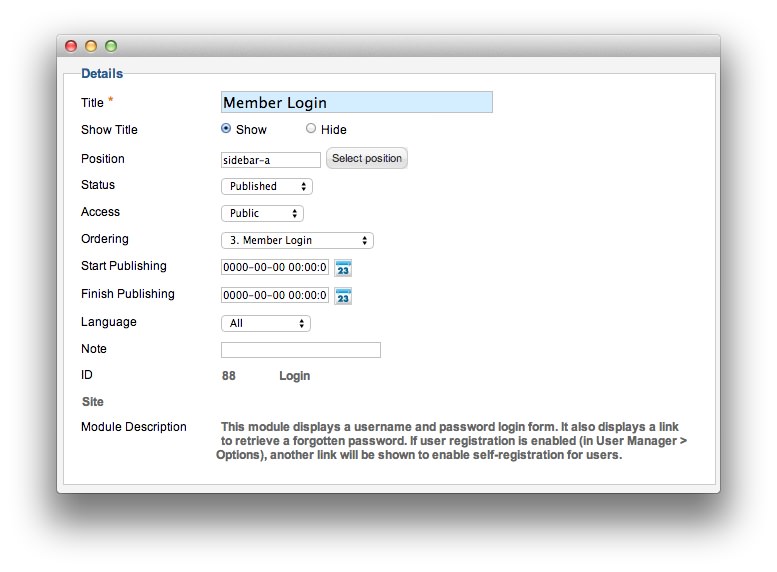 Details
Title *
Member Login
Show Title
Show
Hide
Position
sidebar-a
Select position
Status
Published
Access
Public
Ordering
3. Member Login
Start Publishing
0000-00-00 00:00:0
23
Finish Publishing
0000-00-00 00:00:0
23
Language
All
Note
ID
88
Login
Site
Module Description
This module displays a username and password login form. It also displays a link
to retrieve a forgotten password. If user registration is enabled (in User Manager >
Options), another link will be shown to enable self-registration for users.